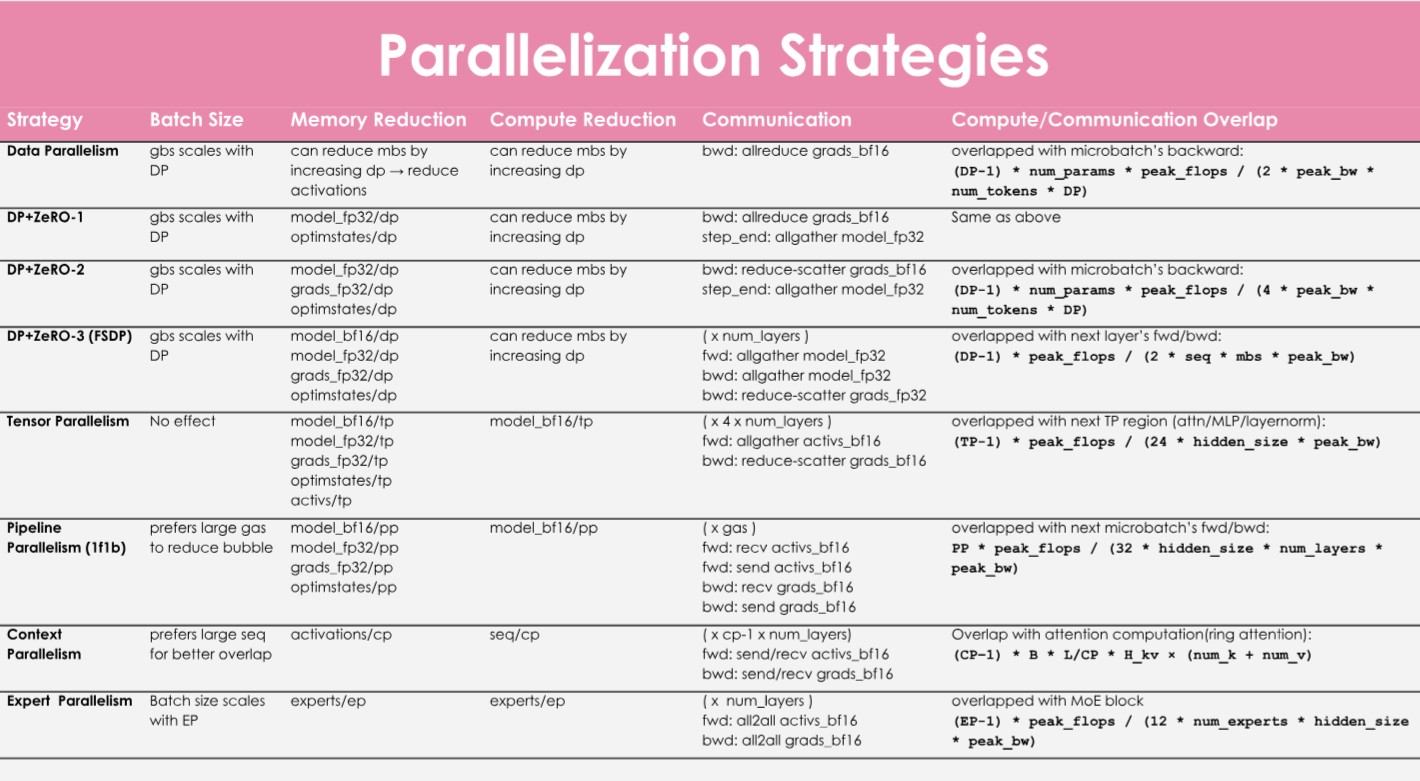 Parallelization Strategies
Strategy Batch Size Memory Reduction Compute Reduction Communication Compute/Communication Overlap
Data Parallelism
gbs scales with
DP
can reduce mbs by
increasing dp → reduce
activations
can reduce mbs by
increasing dp
bwd: allreduce grads_bf16
overlapped with microbatch's backward:
(DP-1) * num_params * peak_flops / (2 * peak_bw *
num_tokens * DP)
DP+ZeRO-1
gbs scales with
DP
model_fp32/dp
optimstates/dp
can reduce mbs by
increasing dp
bwd: allreduce grads_bf16
step_end: allgather model_fp32
Same as above
DP+ZeRO-2
gbs scales with
DP
model_fp32/dp
grads_fp32/dp
optimstates/dp
can reduce mbs by
increasing dp
bwd: reduce-scatter grads_bf16
step_end: allgather model_fp32
overlapped with microbatch's backward:
(DP-1) * num_params * peak_flops / (4 * peak_bw *
num_tokens * DP)
DP+ZeRO-3 (FSDP)
gbs scales with
DP
model_bf16/dp
model_fp32/dp
grads_fp32/dp
optimstates/dp
can reduce mbs by
increasing dp
( x num_layers )
fwd: allgather model_fp32
bwd: allgather model_fp32
bwd: reduce-scatter grads_fp32
overlapped with next layer's fwd/bwd:
(DP-1) * peak_flops / (2 * seq * mbs * peak_bw)
Tensor Parallelism
No effect
model_bf16/tp
model_fp32/tp
grads_fp32/tp
optimstates/tp
activs/tp
model_bf16/tp
( x 4 x num_layers )
fwd: allgather activs_bf16
bwd: reduce-scatter grads_bf16
overlapped with next TP region (attn/MLP/layernorm):
(TP-1) * peak_flops / (24 * hidden_size * peak_bw)
Pipeline
Parallelism (1f1b)
prefers large gas
to reduce bubble
model_bf16/pp
model_fp32/pp
grads_fp32/pp
optimstates/pp
model_bf16/pp
( x gas )
fwd: recv activs_bf16
fwd: send activs_bf16
bwd: recv grads_bf16
bwd: send grads_bf16
overlapped with next microbatch's fwd/bwd:
PP * peak_flops / (32 * hidden_size * num_layers *
peak_bw)
Context
Parallelism
prefers large seq
for better overlap
activations/cp
seq/cp
( x cp-1 x num_layers)
fwd: send/recv activs_bf16
bwd: send/recv grads_bf16
Overlap with attention computation(ring attention):
(CP−1) * B * L/CP * H_kv × (num_k + num_v)
Expert Parallelism
Batch size scales
with EP
experts/ep
experts/ep
( x num_layers )
fwd: all2all activs_bf16
bwd: all2all grads_bf16
overlapped with MoE block
(EP-1) * peak_flops / (12 * num_experts * hidden_size
* peak_bw)